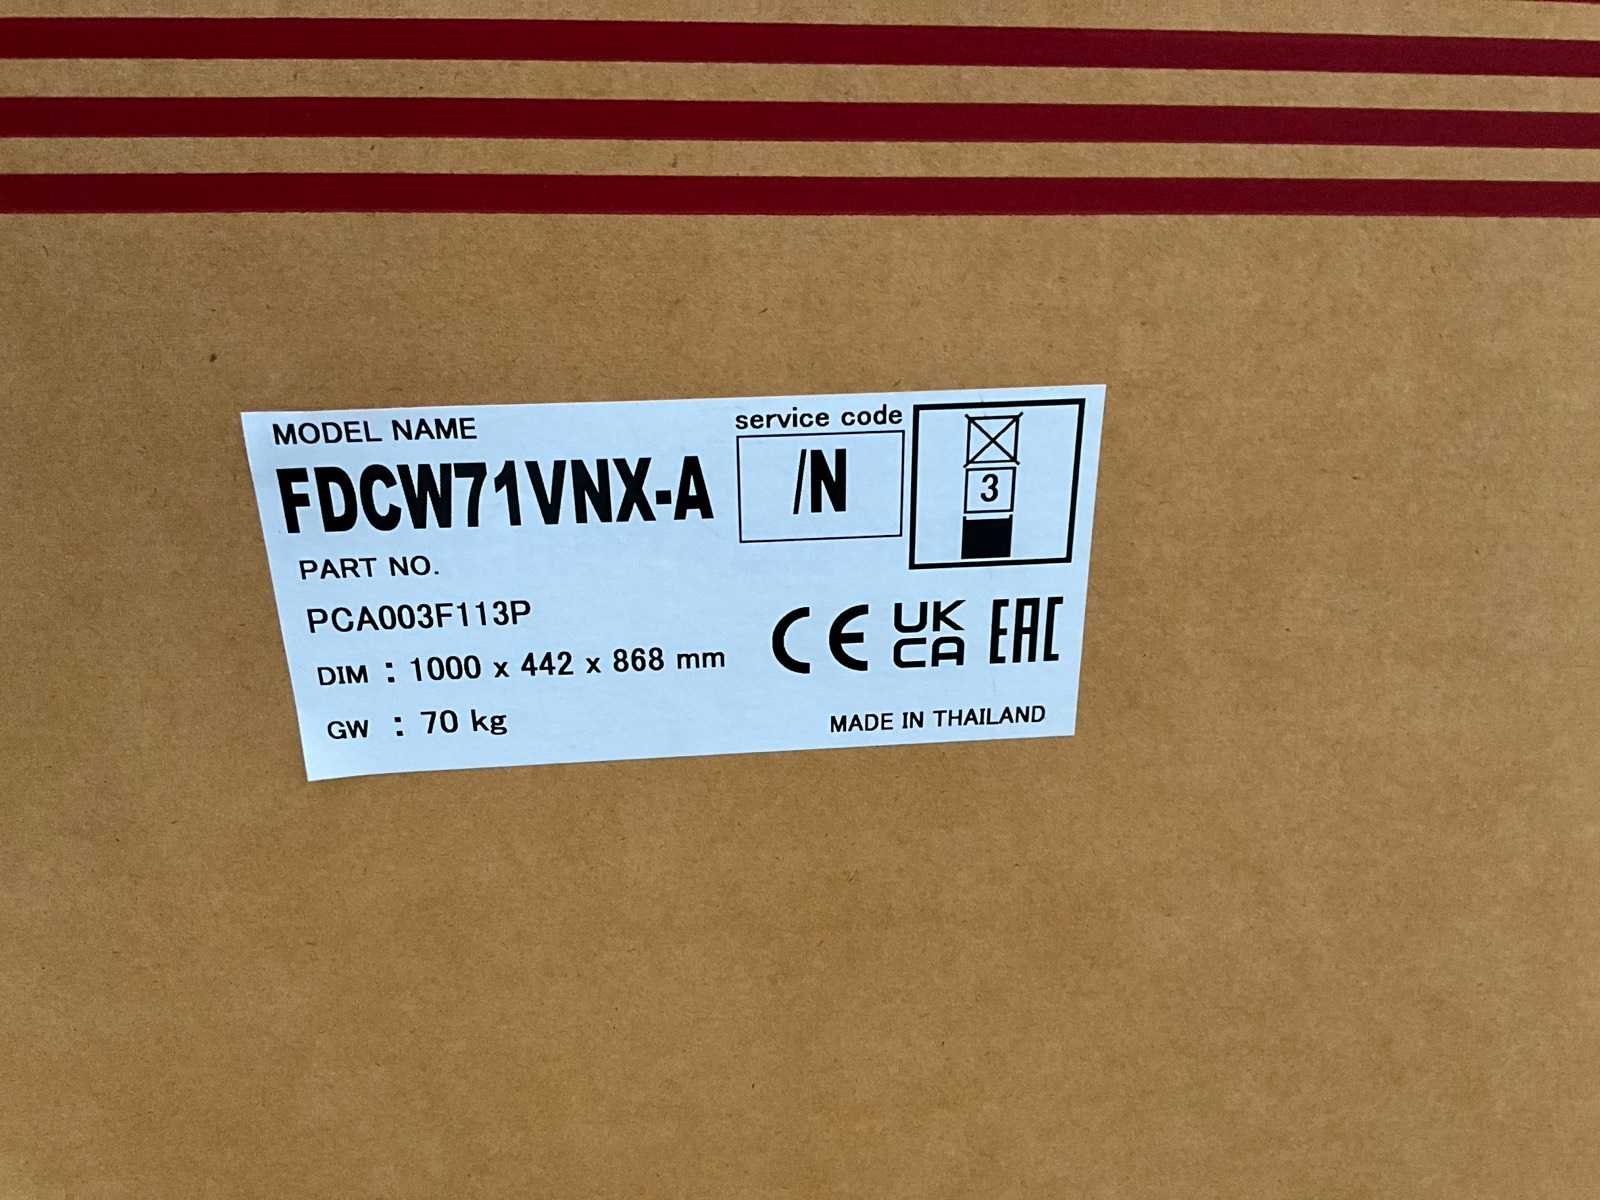 MODEL NAME
FDCW71VNX-A
service code
/N
3
PART NO.
PCA003F113P
DIM : 1000 x 442 x 868 mm
GW : 70 kg
CE UK CA EAC
MADE IN THAILAND